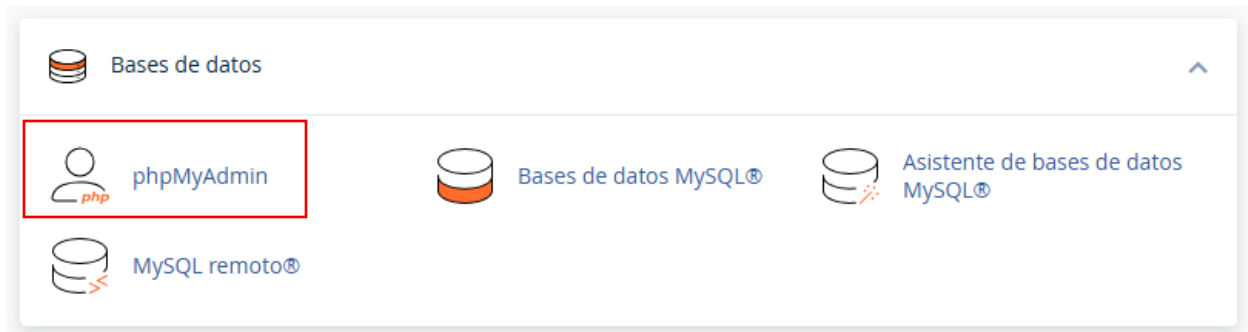 Bases de datos
phpMyAdmin
php
Bases de datos MySQL®
Asistente de bases de datos
MySQL®
MySQL remoto®